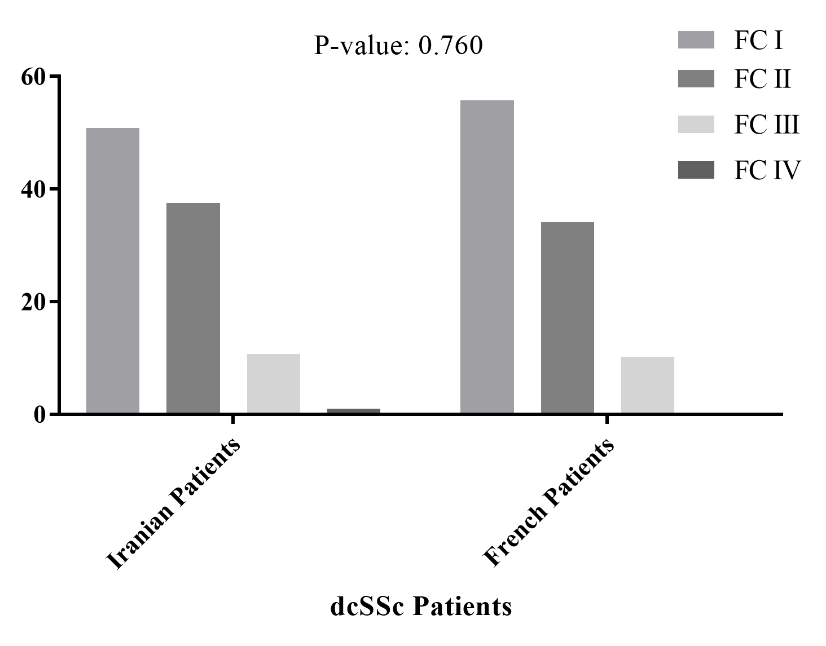 P-value: 0.760
FC I
FC II
FC III
FC IV
60
40
20
0
Iranian Patients
French Patients
dcSSc Patients